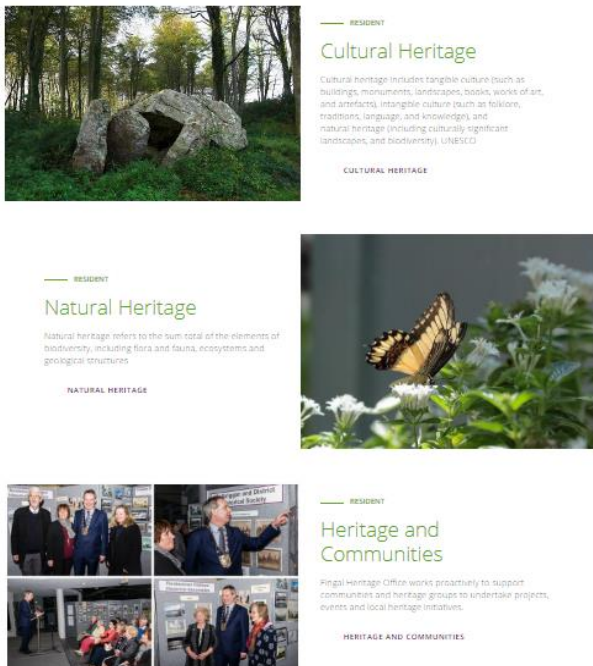 RESIDENT
Cultural Heritage
Cultural heritage includes tangible culture (such as
buildings, monuments, landscapes, books, works of art,
and artefacts), intangible culture (such as folklore,
traditions, language, and knowledge), and
natural heritage (including culturally significant
landscapes, and biodiversity). UNESCO
CULTURAL HERITAGE
RESIDENT
Natural Heritage
Natural heritage refers to the sum total of the elements of
biodiversity, including flora and fauna, ecosystems and
geological structures
NATURAL HERITAGE
and District
Society
RESIDENT
Heritage and
Communities
Fingal Heritage Office works proactively to support
communities and heritage groups to undertake projects,
events and local heritage initiatives.
HERITAGE AND COMMUNITIES